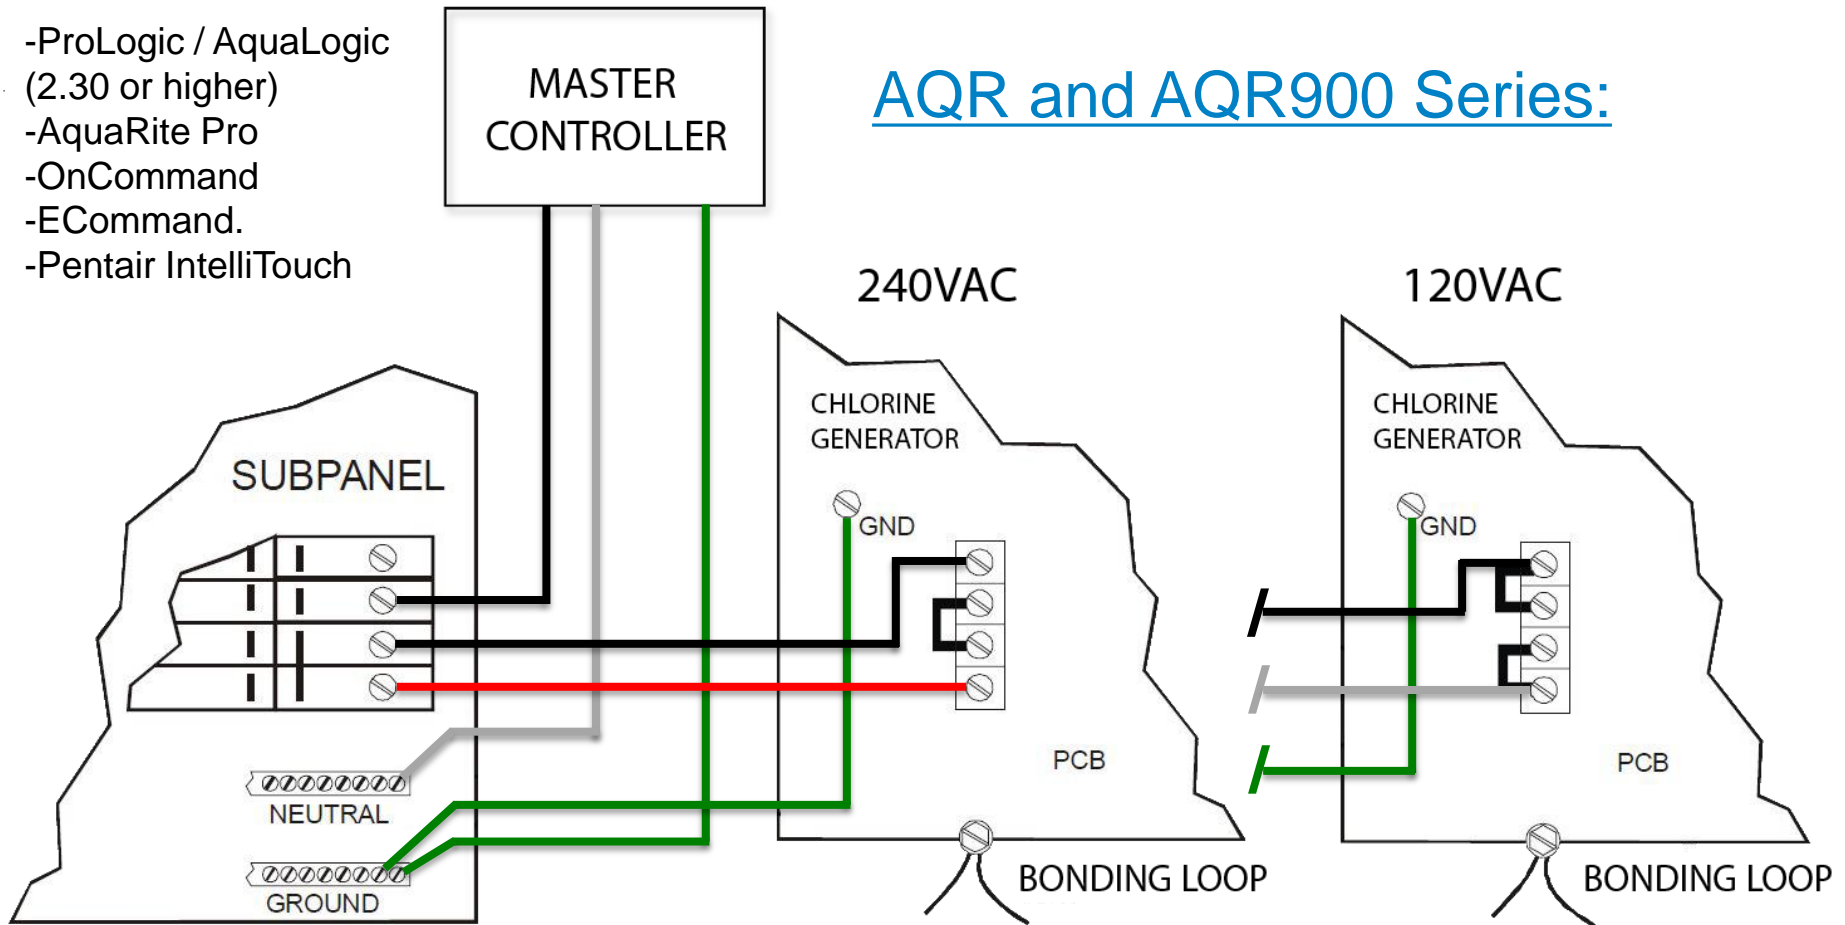 -ProLogic / AquaLogic
(2.30 or higher)
-AquaRite Pro
-OnCommand
-ECommand.
-Pentair IntelliTouch
MASTER
CONTROLLER
AQR and AQR900 Series:
240VAC
120VAC
SUBPANEL
NEUTRAL
GROUND
CHLORINE
GENERATOR
GND
PCB
BONDING LOOP
CHLORINE
GENERATOR
GND
PCB
BONDING LOOP